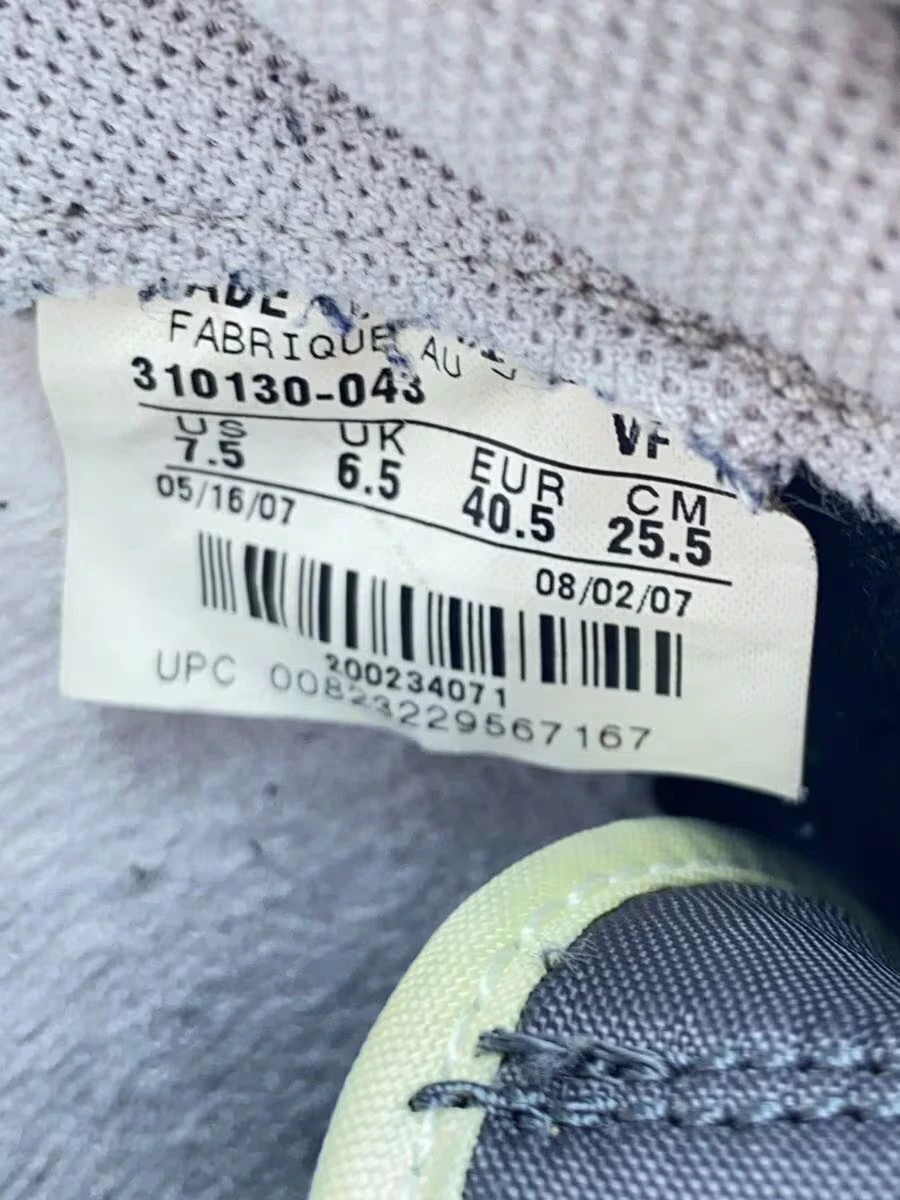 FABRIQUE AU
310130-043
VF
US UK EUR CM
7.5 6.5 40.5 25.5
05/16/07 08/02/07
200234071
UPC 00823229567167